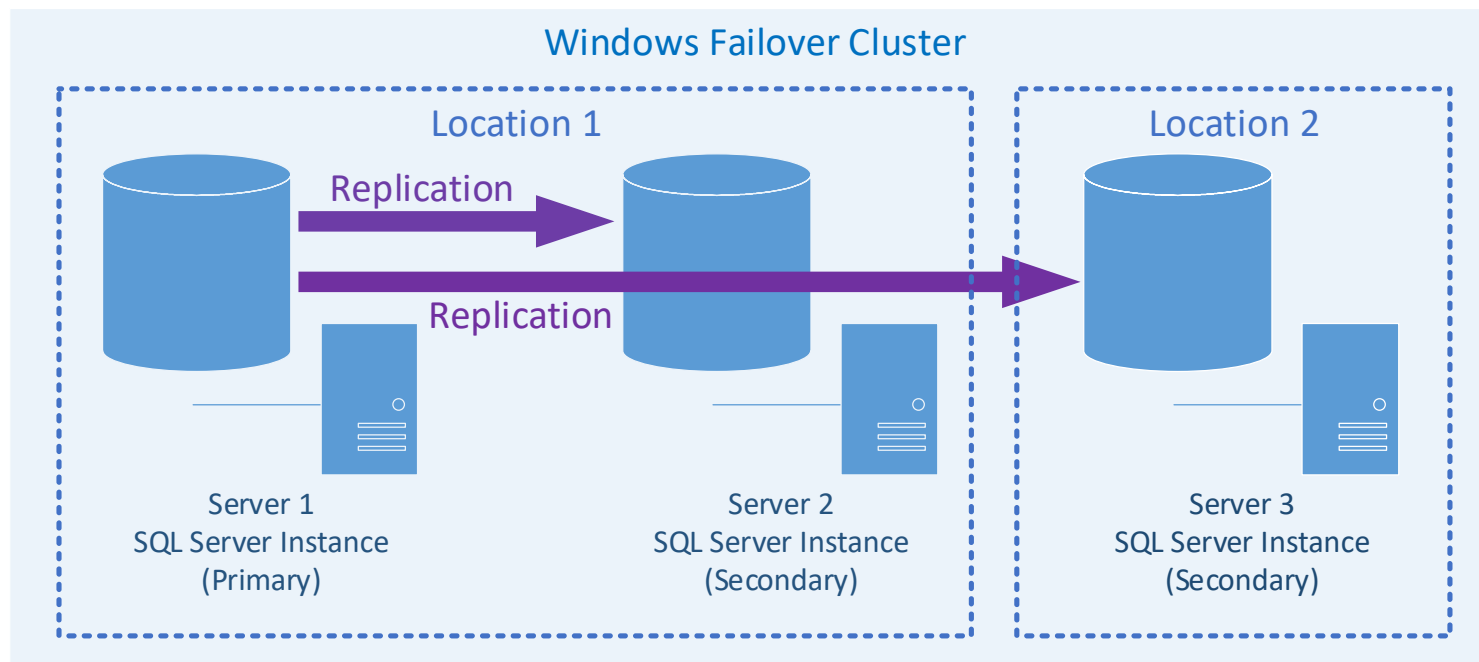 Windows Failover Cluster
Location 1
Location 2
Replication
Replication
Server 1
SQL Server Instance
(Primary)
Server 2
SQL Server Instance
(Secondary)
Server 3
SQL Server Instance
(Secondary)